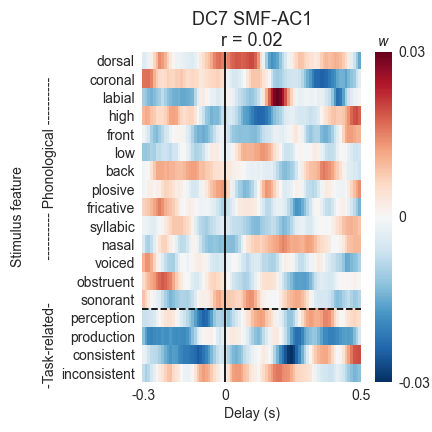 DC7 SMF-AC1
r = 0.02
w
0.03
0
-0.03
Stimulus feature
----------- Phonological -----------
-Task-related-
dorsal
coronal
labial
high
front
low
back
plosive
fricative
syllabic
nasal
voiced
obstruent
sonorant
perception
production
consistent
inconsistent
-0.3
0
0.5
Delay (s)